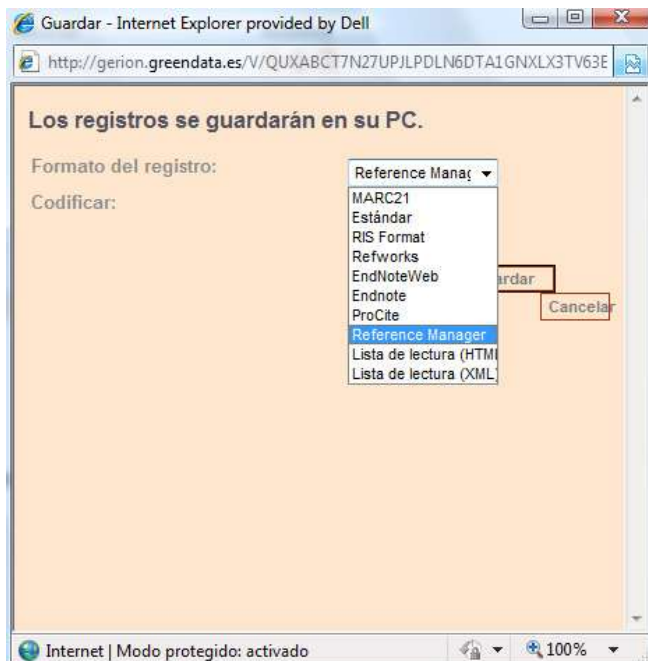 Guardar - Internet Explorer provided by Dell
http://gerion.greendata.es/V/QUXABCT7N27UPJLPDLN6DTA1GNXLX3TV63E
Los registros se guardarán en su PC.
Formato del registro:
Reference Manag
Codificar:
MARC21
Estándar
RIS Format
Refworks
EndNoteWeb
Endnote
ProCite
Reference Manager
Lista de lectura (HTML
Lista de lectura (XML)
ardar
Cancelar
Internet | Modo protegido: activado
100%